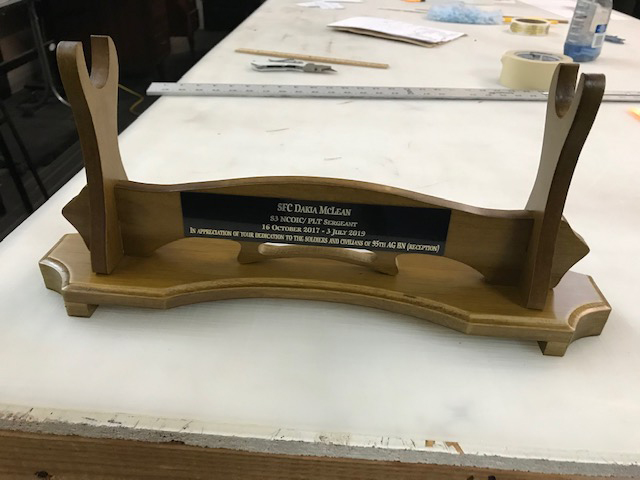 SFC Dakia McLean
S3 NCOIC/ PLT Sergeant
16 October 2017 - 3 July 2019
In appreciation of your dedication to the soldiers and civilians of 95th AG BN (Reception)